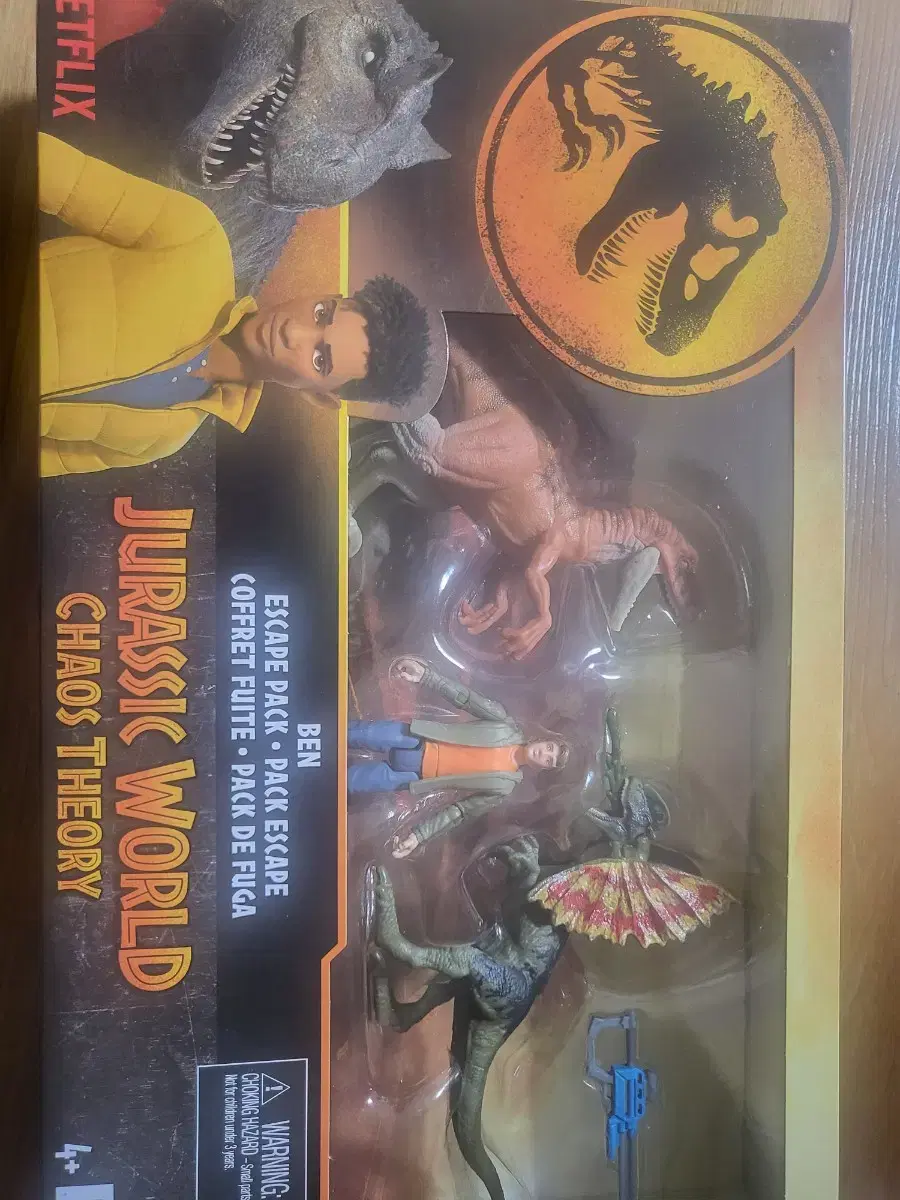 ETFLIX
BEN
ESCAPE PACK • PACK ESCAPE
COFFRET FUITE • PACK DE FUGA
JURASSIC WORLD
CHAOS THEORY
WARNING:
CHOKING HAZARD – Small parts
Not for children under 3 years.
4+